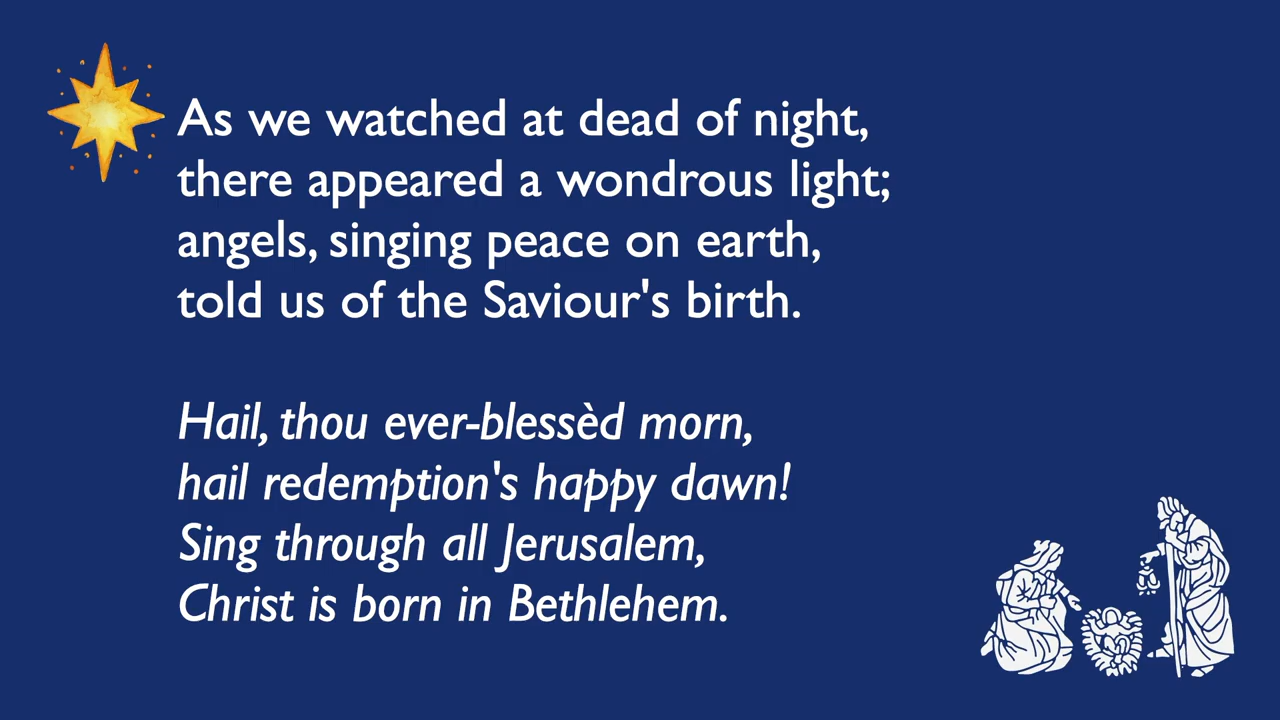 As we watched at dead of night,
there appeared a wondrous light;
angels, singing peace on earth,
told us of the Saviour's birth.
Hail, thou ever-blessèd morn,
hail redemption's happy dawn!
Sing through all Jerusalem,
Christ is born in Bethlehem.